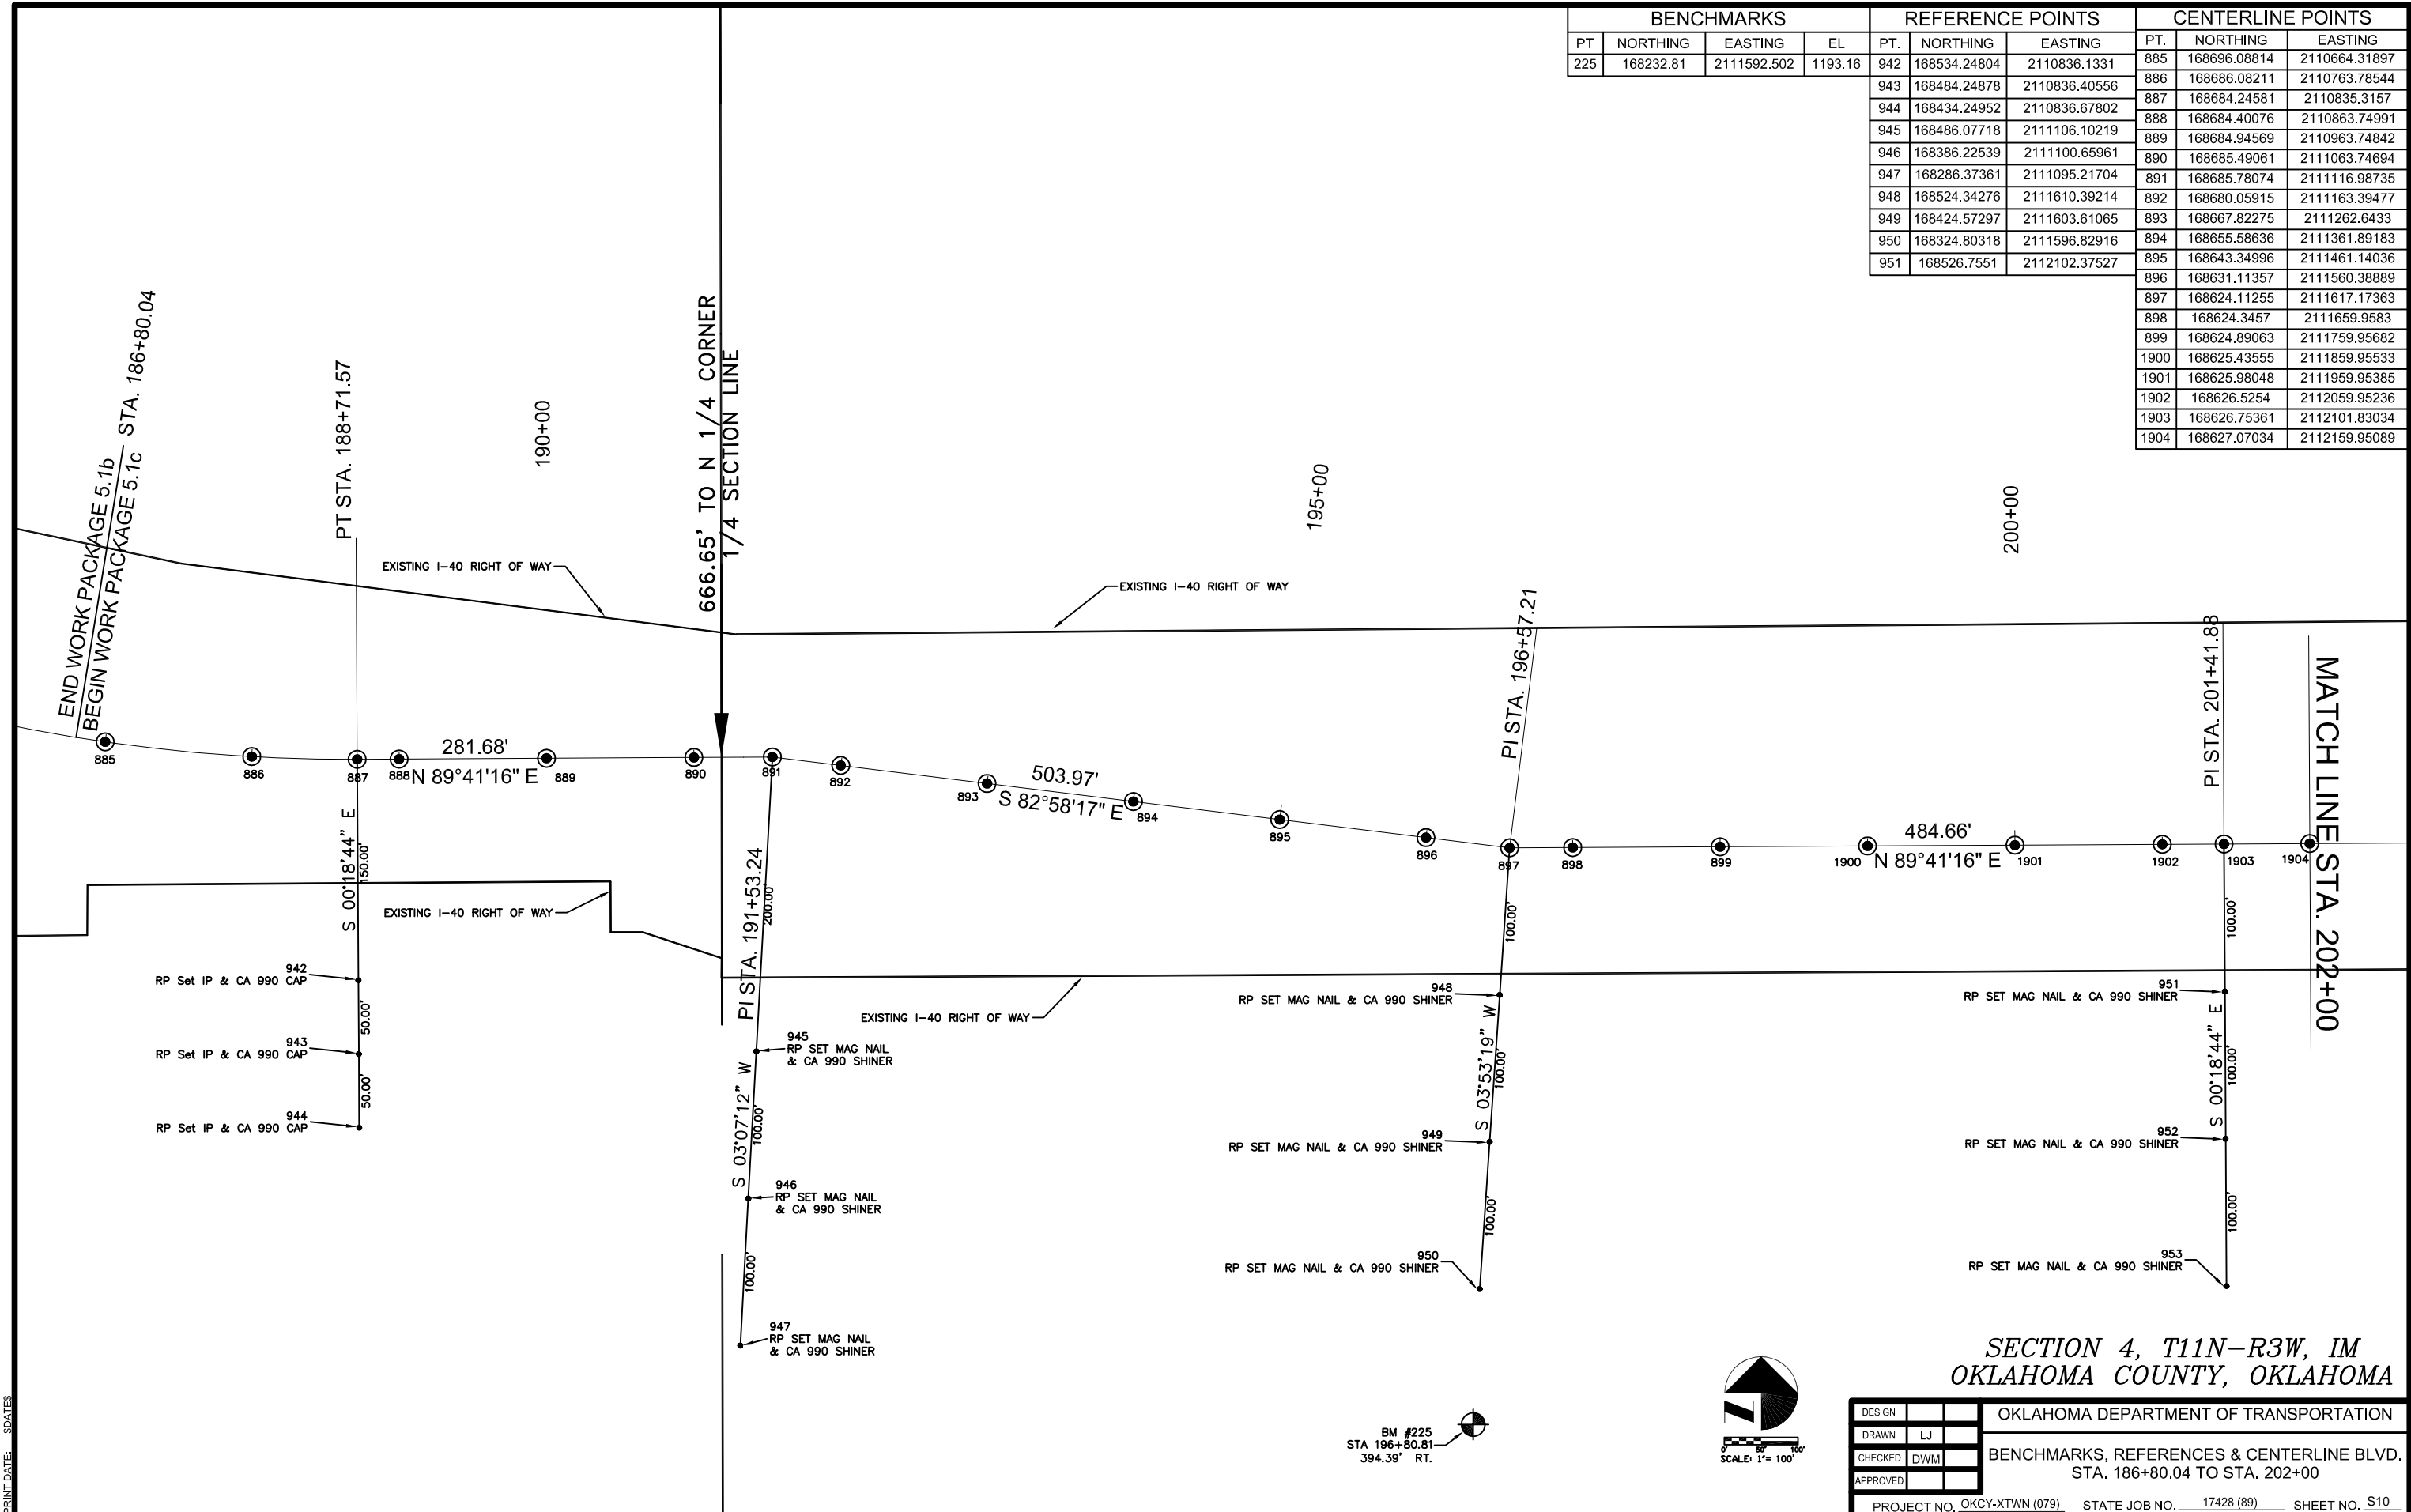 BENCHMARKS
PT NORTHING EASTING EL
225 168232.81 2111592.502 1193.16
REFERENCE POINTS
PT. NORTHING EASTING
942 168534.24804 2110836.1331
943 168484.24878 2110836.40556
944 168434.24952 2110836.67802
945 168486.07718 2111106.10219
946 168386.22539 2111100.65961
947 168286.37361 2111095.21704
948 168524.34276 2111610.39214
949 168424.57297 2111603.61065
950 168324.80318 2111596.82916
951 168526.7551 2112102.37527
CENTERLINE POINTS
PT. NORTHING EASTING
885 168696.08814 2110664.31897
886 168686.08211 2110763.78544
887 168684.24581 2110835.3157
888 168684.40076 2110863.74991
889 168684.94569 2110963.74842
890 168685.49061 2111063.74694
891 168685.78074 2111116.98735
892 168680.05915 2111163.39477
893 168667.82275 2111262.6433
894 168655.58636 2111361.89183
895 168643.34996 2111461.14036
896 168631.11357 2111560.38889
897 168624.11255 2111617.17363
898 168624.3457 2111659.9583
899 168624.89063 2111759.95682
1900 168625.43555 2111859.95533
1901 168625.98048 2111959.95385
1902 168626.5254 2112059.95236
1903 168626.75361 2112101.83034
1904 168627.07034 2112159.95089
END WORK PACKAGE 5.1b
BEGIN WORK PACKAGE 5.1c
STA. 186+80.04
PT STA. 188+71.57
190+00
666.65' TO N 1/4 CORNER
1/4 SECTION LINE
195+00
200+00
EXISTING I-40 RIGHT OF WAY
EXISTING I-40 RIGHT OF WAY
PI STA. 196+57.21
PI STA. 201+41.88
MATCH LINE STA. 202+00
885
886
887
888
281.68'
N 89°41'16" E
889
890
891
892
893
503.97'
S 82°58'17" E
894
895
896
897
898
899
1900
484.66'
N 89°41'16" E
1901
1902
1903
1904
S 00°18'44" E
150.00'
EXISTING I-40 RIGHT OF WAY
PI STA. 191+53.24
200.00'
100.00'
100.00'
942
RP Set IP & CA 990 CAP
50.00'
943
RP Set IP & CA 990 CAP
50.00'
944
RP Set IP & CA 990 CAP
EXISTING I-40 RIGHT OF WAY
945
RP SET MAG NAIL
& CA 990 SHINER
S 03°07'12" W
100.00'
946
RP SET MAG NAIL
& CA 990 SHINER
100.00'
947
RP SET MAG NAIL
& CA 990 SHINER
948
RP SET MAG NAIL & CA 990 SHINER
S 03°53'19" W
100.00'
949
RP SET MAG NAIL & CA 990 SHINER
100.00'
950
RP SET MAG NAIL & CA 990 SHINER
951
RP SET MAG NAIL & CA 990 SHINER
S 00°18'44" E
100.00'
952
RP SET MAG NAIL & CA 990 SHINER
100.00'
953
RP SET MAG NAIL & CA 990 SHINER
BM #225
STA 196+80.81
394.39' RT.
0' 50' 100'
SCALE: 1"= 100'
SECTION 4, T11N-R3W, IM
OKLAHOMA COUNTY, OKLAHOMA
DESIGN
DRAWN LJ
CHECKED DWM
APPROVED
OKLAHOMA DEPARTMENT OF TRANSPORTATION
BENCHMARKS, REFERENCES & CENTERLINE BLVD.
STA. 186+80.04 TO STA. 202+00
PROJECT NO. OKCY-XTWN (079) STATE JOB NO. 17428 (89) SHEET NO. S10
PRINT DATE: $DATE$